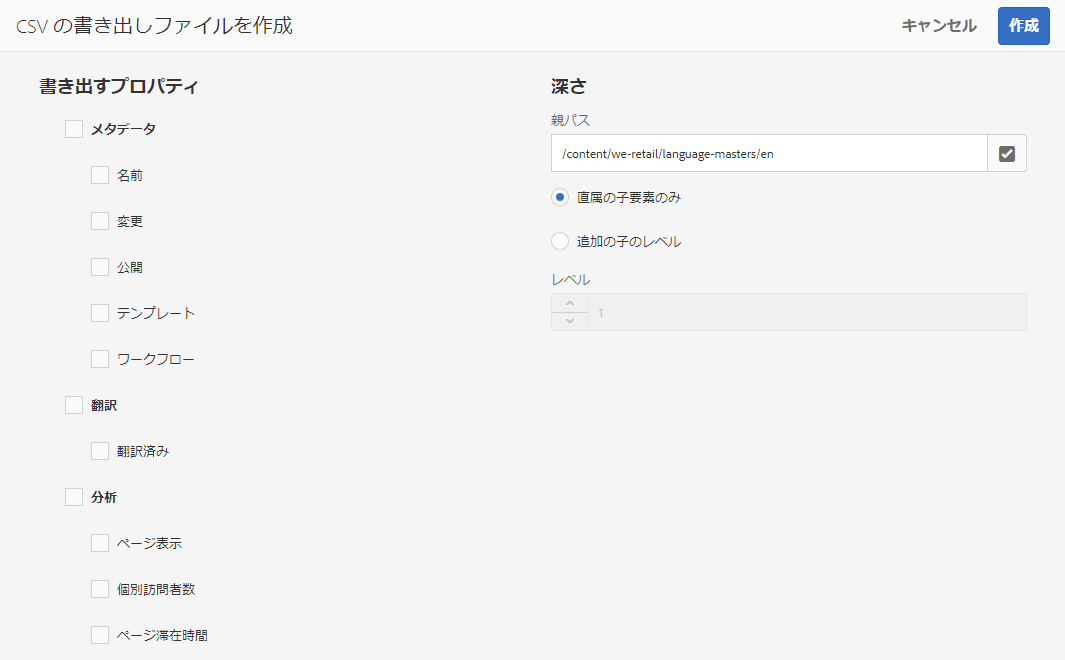 CSV の書き出しファイルを作成
キャンセル
作成
書き出すプロパティ
メタデータ
名前
変更
公開
テンプレート
ワークフロー
翻訳
翻訳済み
分析
ページ表示
個別訪問者数
ページ滞在時間
深さ
親パス
/content/we-retail/language-masters/en
直属の子要素のみ
追加の子のレベル
レベル
1